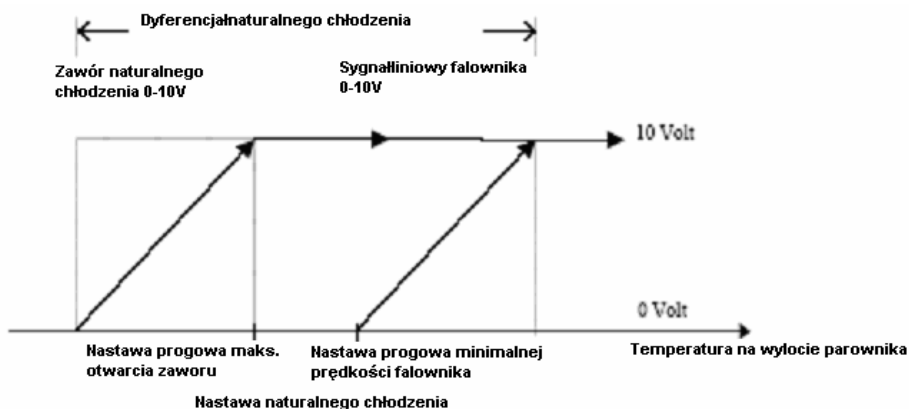 Dyferencjałnaturalnego chłodzenia
Zawór naturalnego
chłodzenia 0-10V
Sygnałliniowy falownika
0-10V
10 Volt
0 Volt
Nastawa progowa maks.
otwarcia zaworu
Nastawa progowa minimalnej
prędkości falownika
Temperatura na wylocie parownika
Nastawa naturalnego chłodzenia